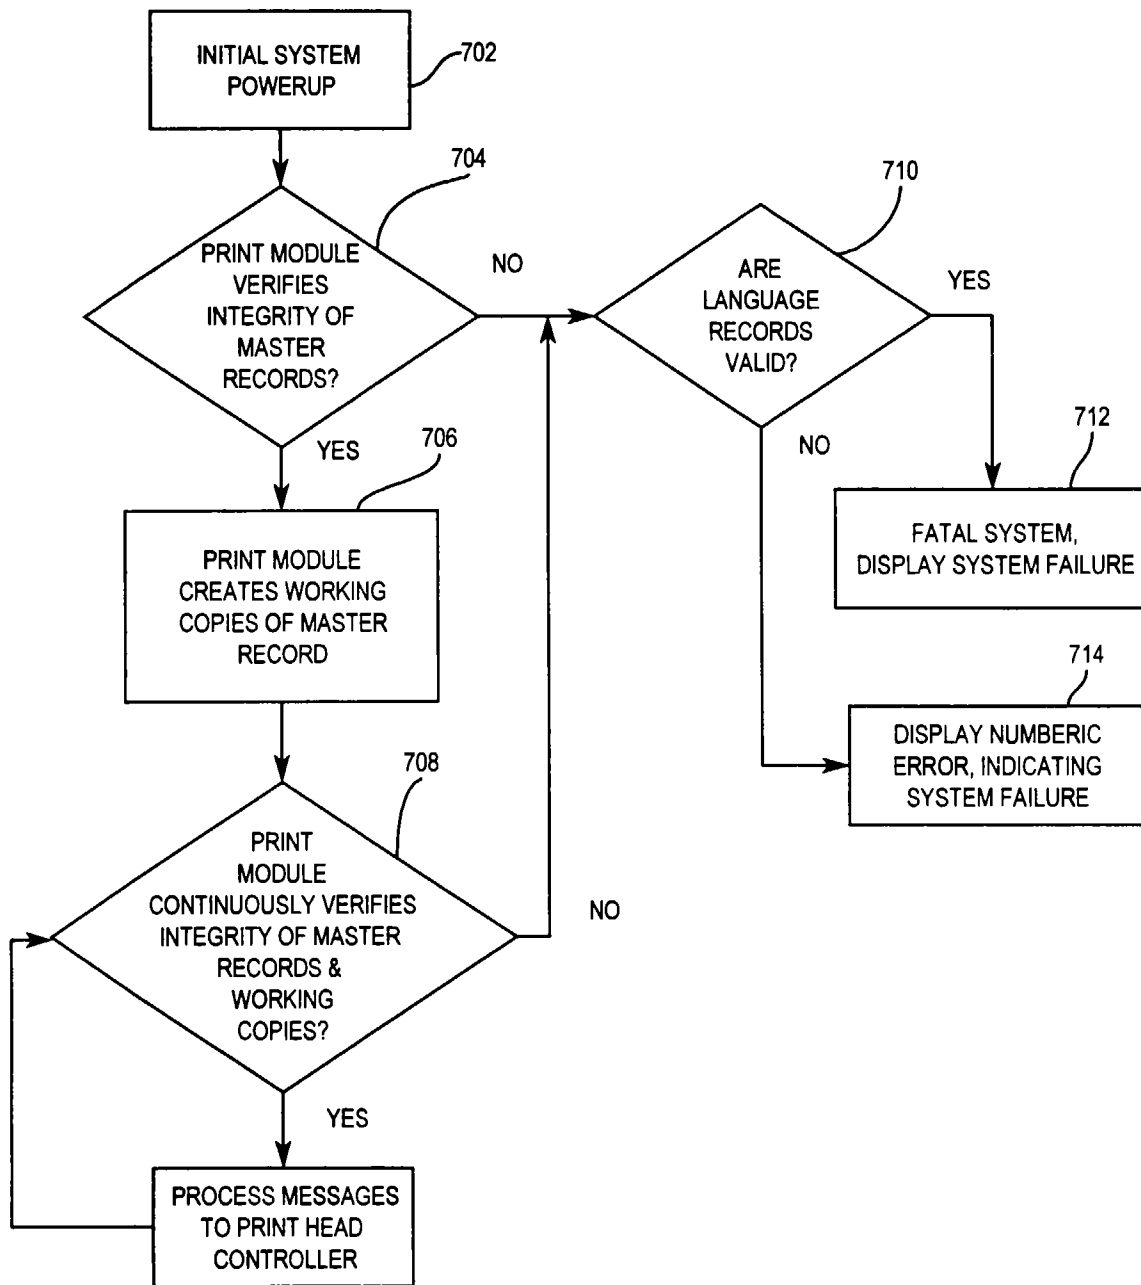 INITIAL SYSTEM
POWERUP
702
704
PRINT MODULE
VERIFIES
INTEGRITY OF
MASTER
RECORDS?
NO
YES
706
PRINT MODULE
CREATES WORKING
COPIES OF MASTER
RECORD
708
PRINT
MODULE
CONTINUOUSLY VERIFIES
INTEGRITY OF MASTER
RECORDS &
WORKING
COPIES?
NO
YES
PROCESS MESSAGES
TO PRINT HEAD
CONTROLLER
710
ARE
LANGUAGE
RECORDS
VALID?
YES
NO
712
FATAL SYSTEM,
DISPLAY SYSTEM FAILURE
714
DISPLAY NUMBERIC
ERROR, INDICATING
SYSTEM FAILURE